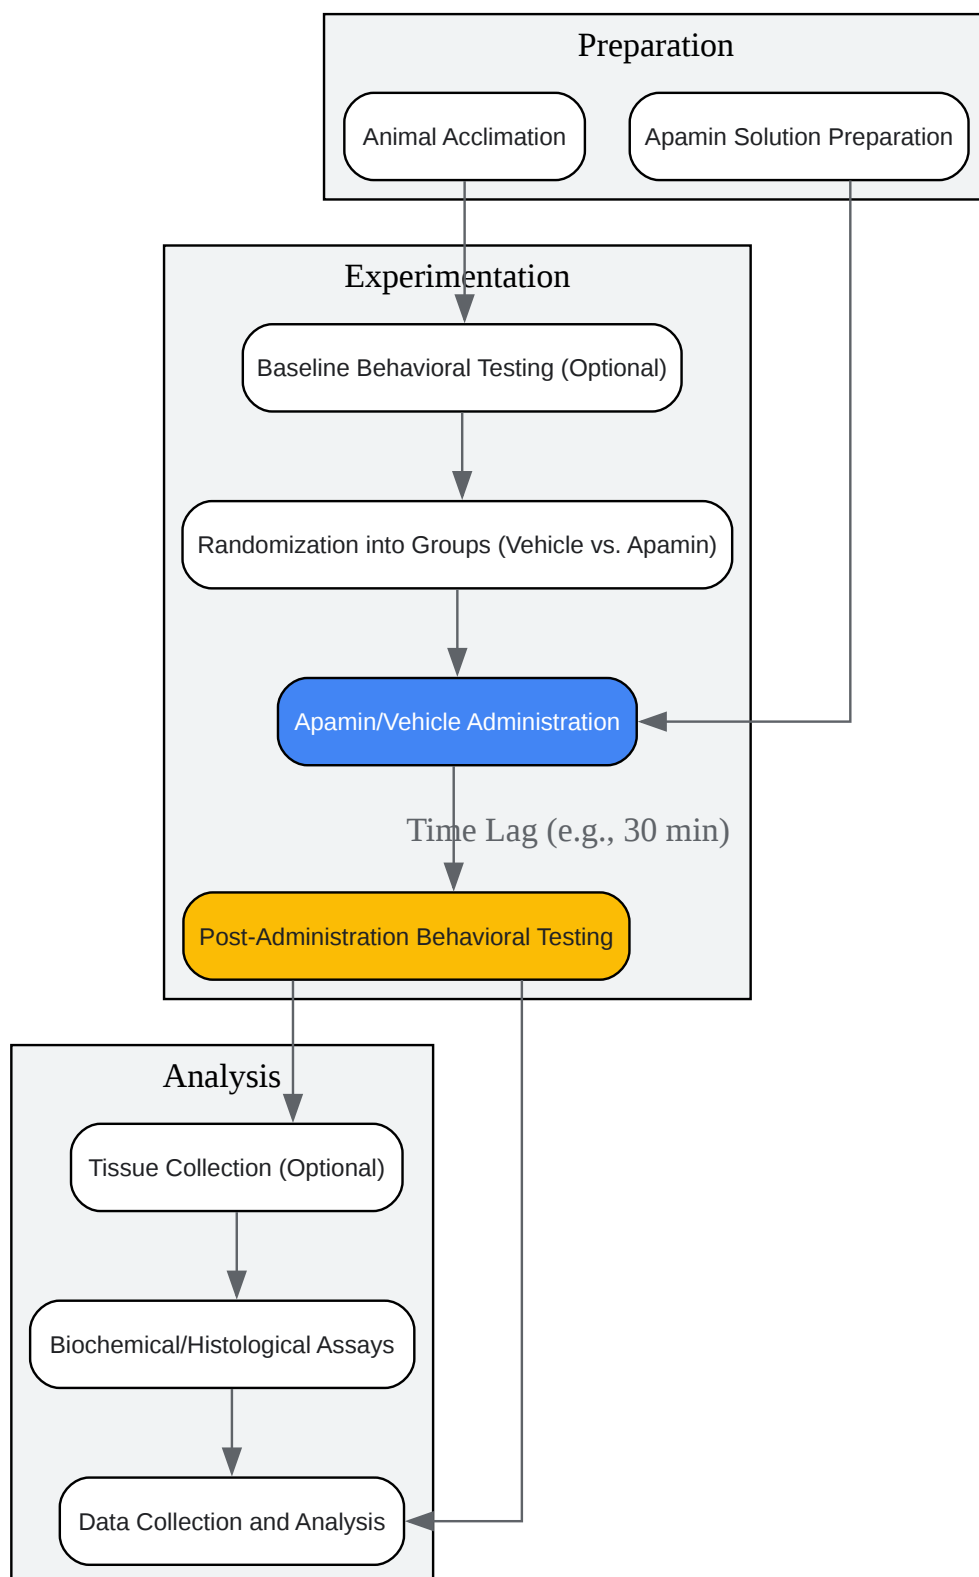 Preparation
Animal Acclimation
Apamin Solution Preparation
Experimentation
Baseline Behavioral Testing (Optional)
Randomization into Groups (Vehicle vs. Apamin)
Apamin/Vehicle Administration
Time Lag (e.g., 30 min)
Post-Administration Behavioral Testing
Analysis
Tissue Collection (Optional)
Biochemical/Histological Assays
Data Collection and Analysis